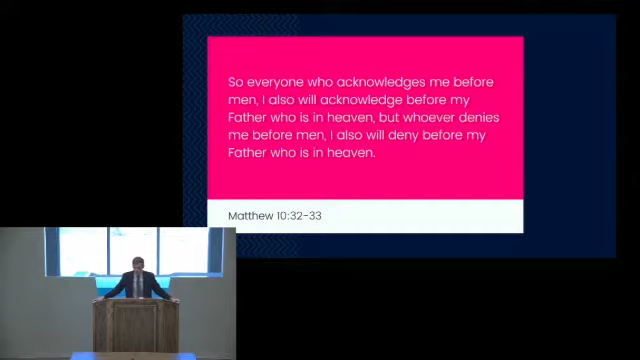 So everyone who acknowledges me before
men, I also will acknowledge before my
Father who is in heaven, but whoever denies
me before men, I also will deny before my
Father who is in heaven.
Matthew 10:32-33